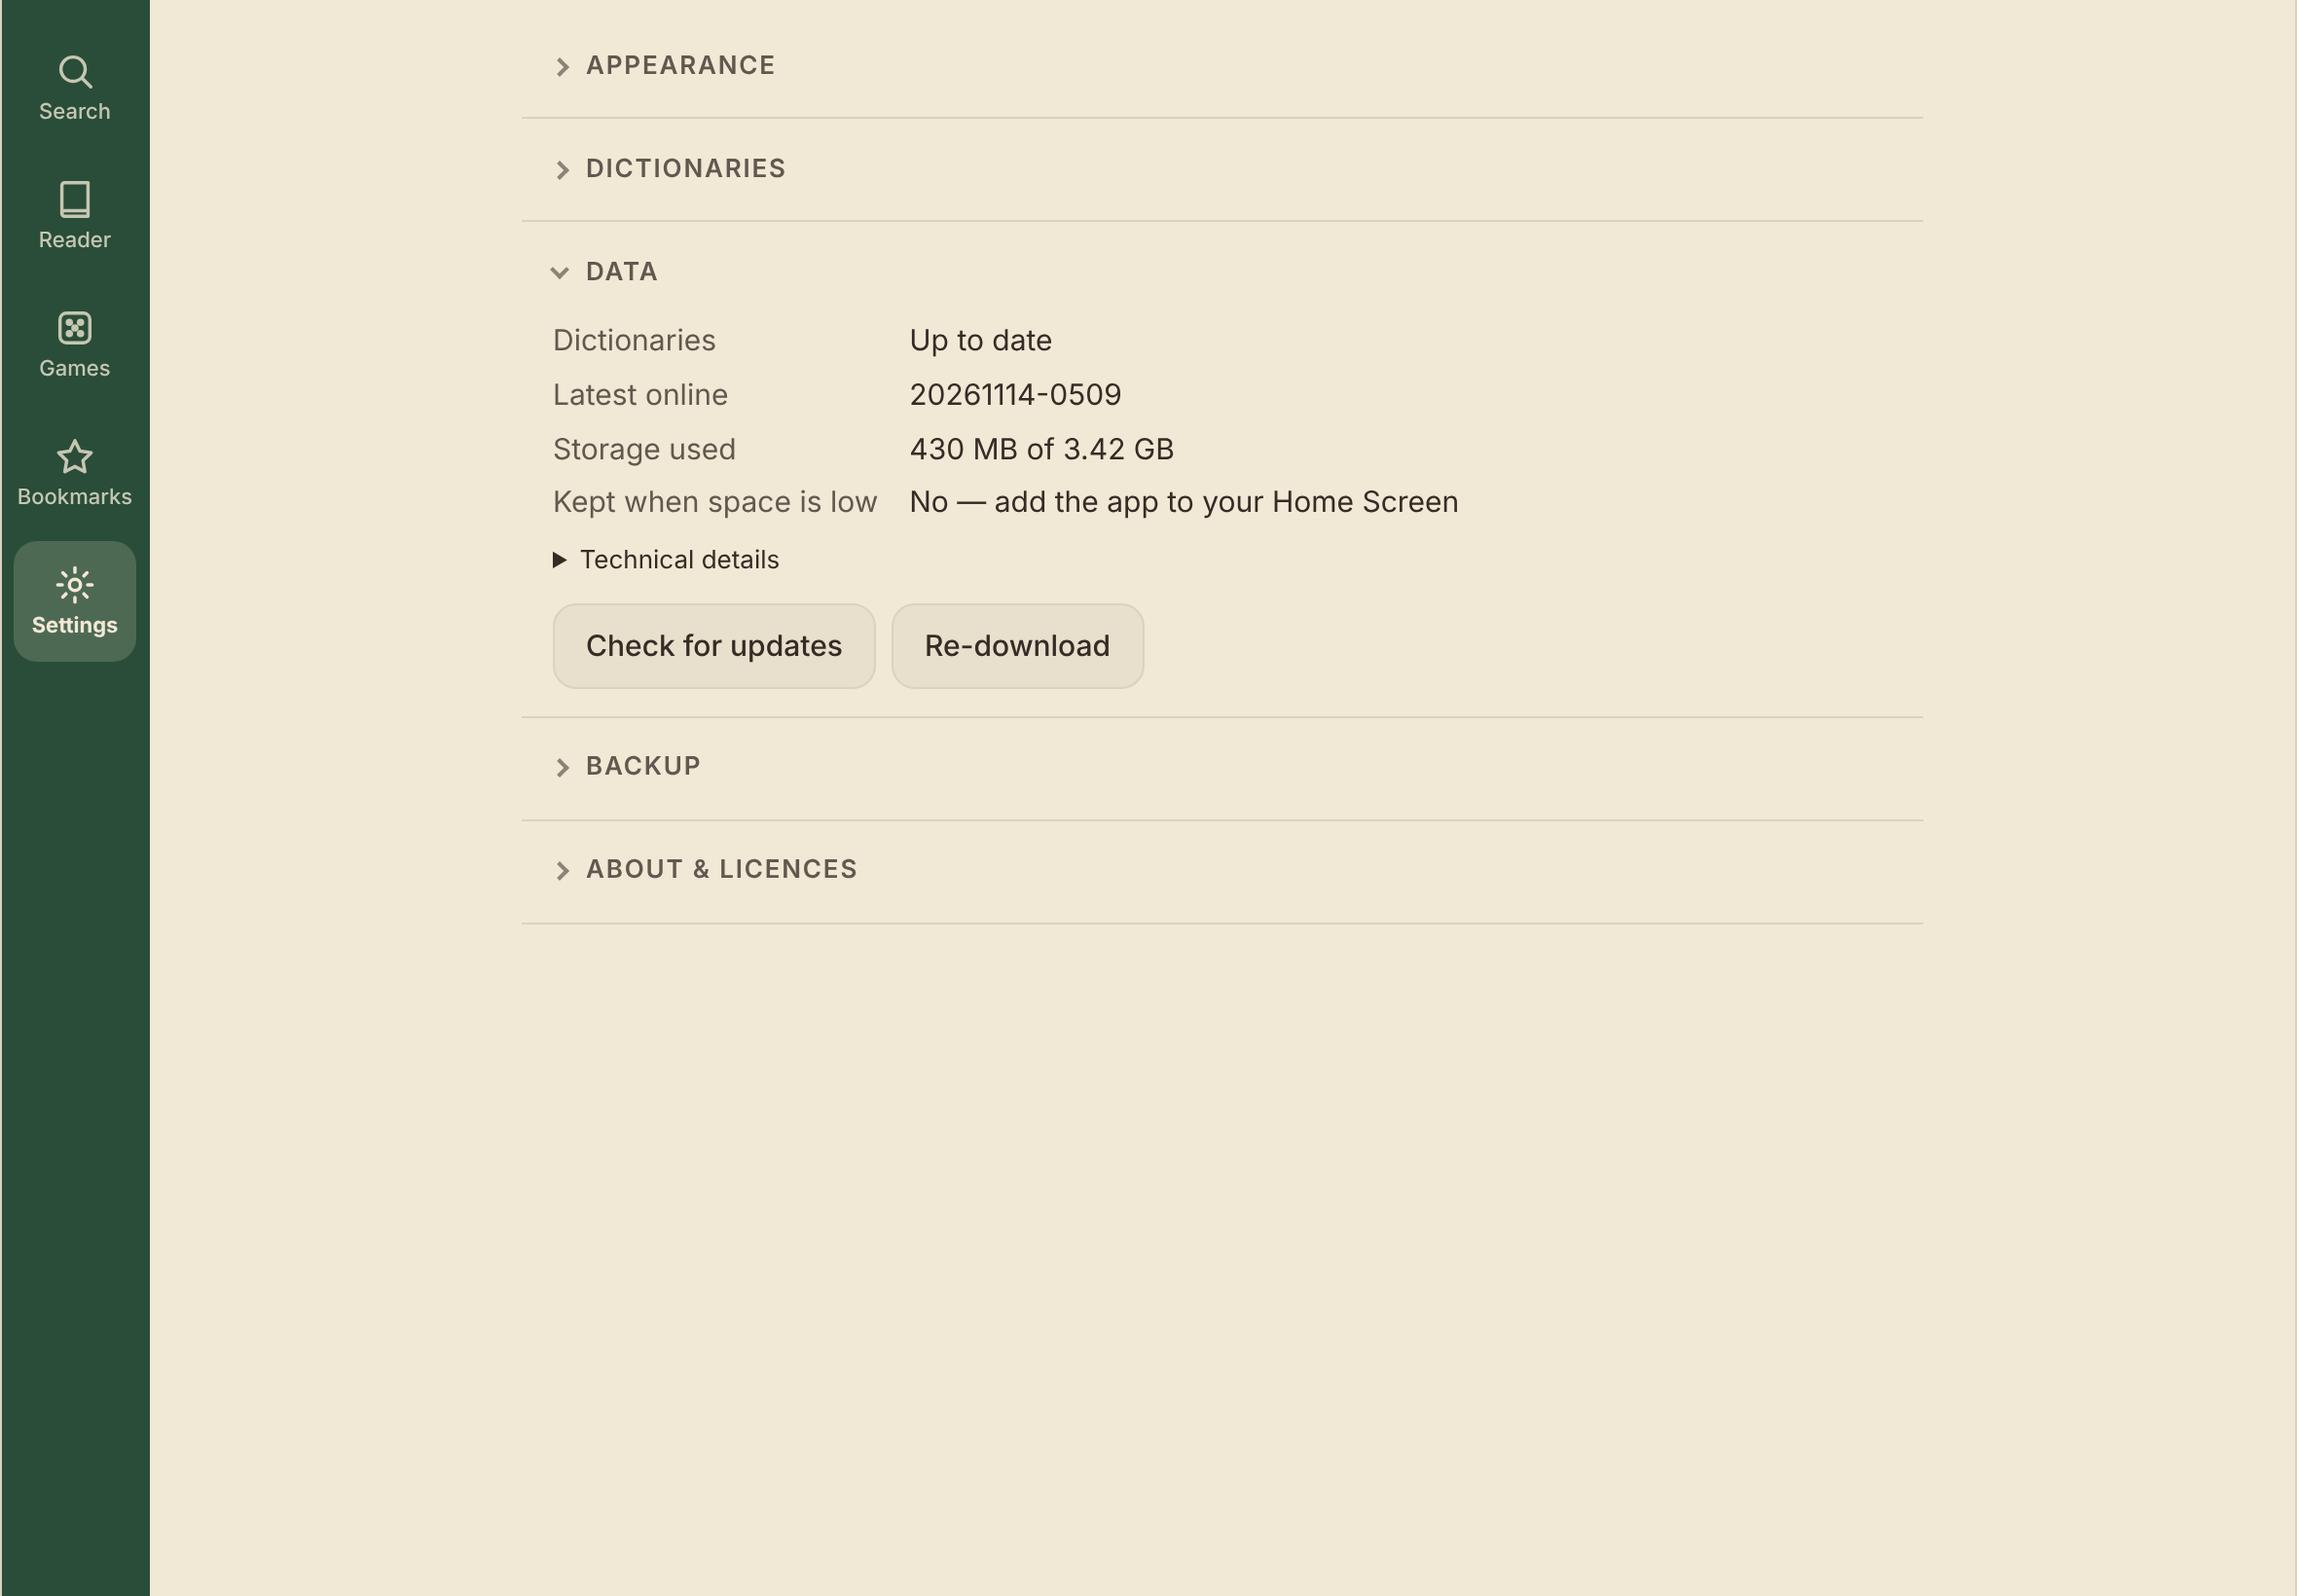 Search
Reader
Games
Bookmarks
Settings
APPEARANCE
DICTIONARIES
DATA
Dictionaries Up to date
Latest online 20261114-0509
Storage used 430 MB of 3.42 GB
Kept when space is low No — add the app to your Home Screen
Technical details
Check for updates Re-download
BACKUP
ABOUT & LICENCES